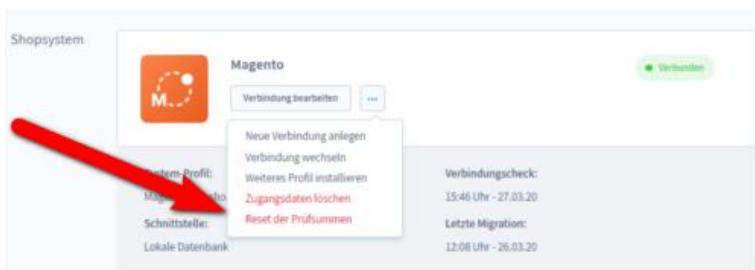 Shopsystem
Magento
Verbunden
Verbindung bearbeiten ...
Neue Verbindung anlegen
Verbindung wechseln
Weiteres Profil installieren
Zugangsdaten löschen
Reset der Prüfsummen
Verbindungscheck:
15:46 Uhr - 27.03.20
Schnittstelle:
Letzte Migration:
Lokale Datenbank
12:08 Uhr - 26.03.20